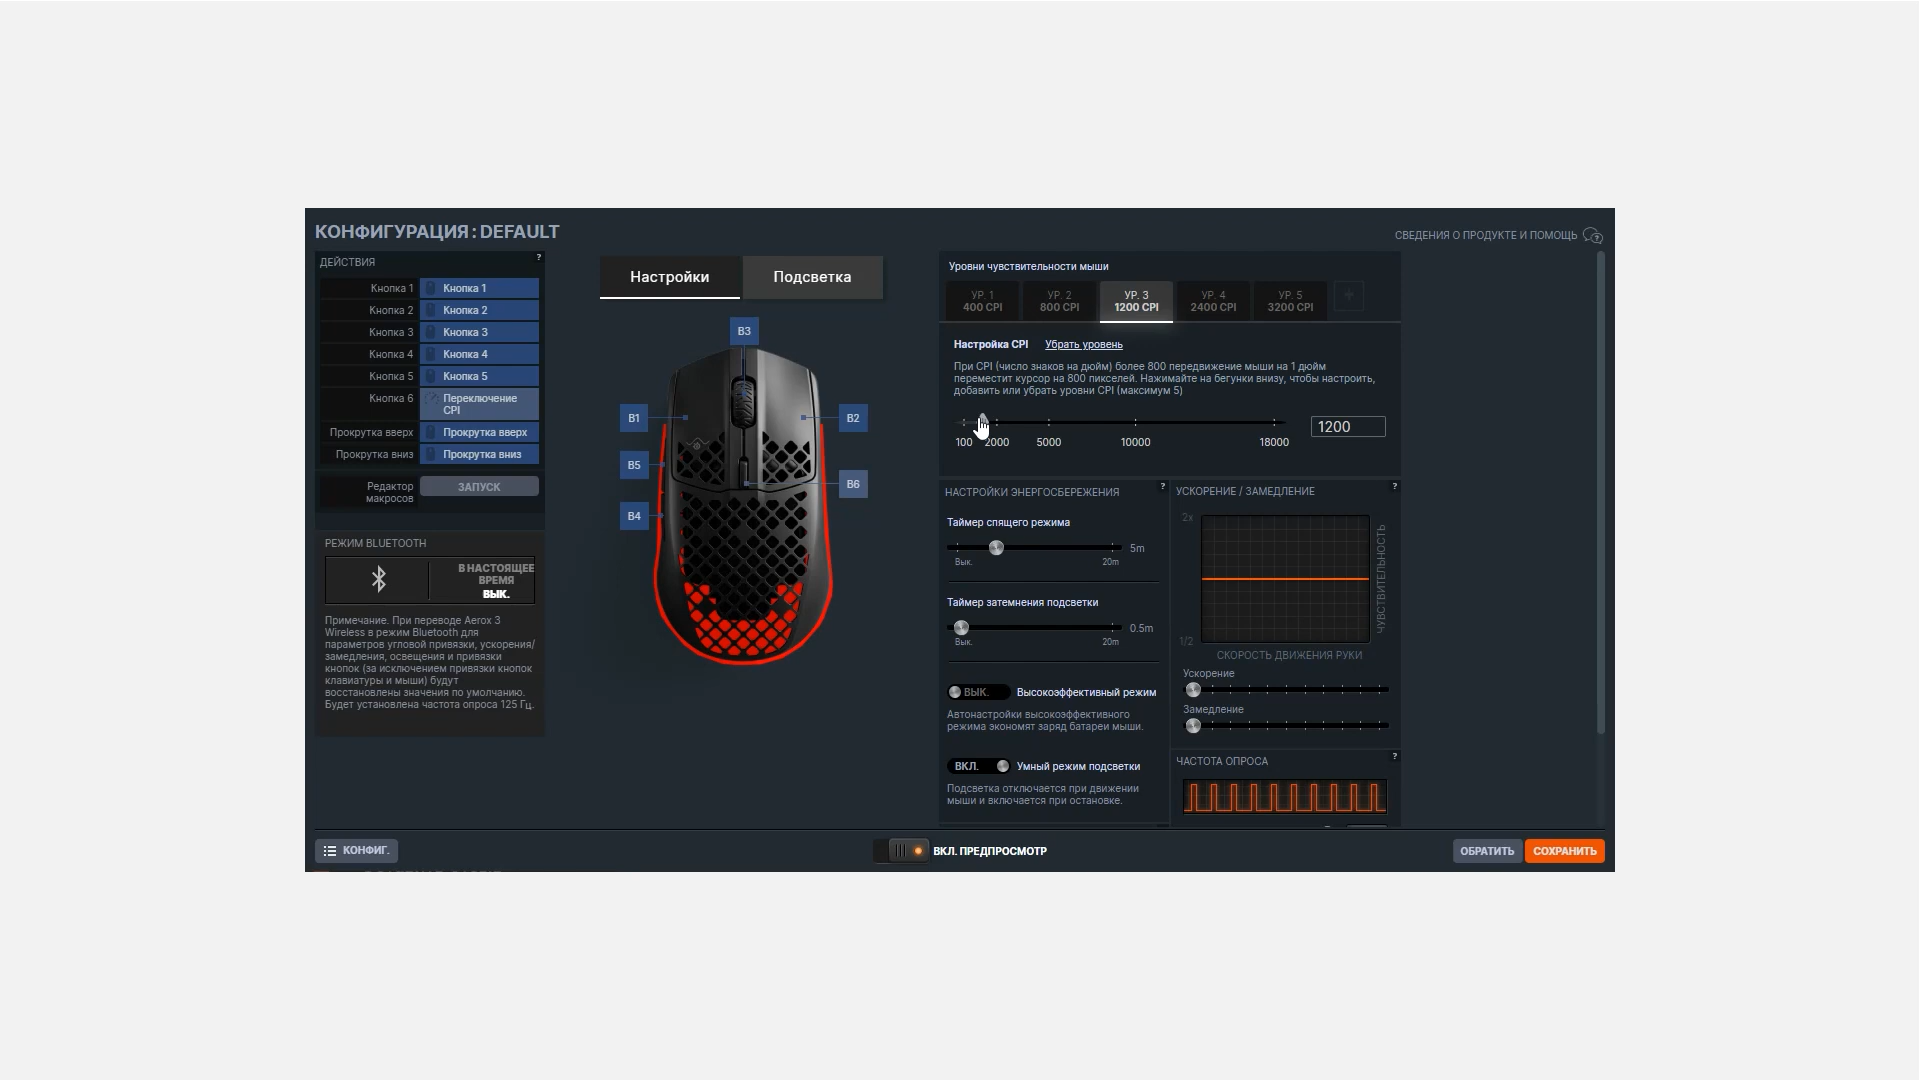 КОНФИГУРАЦИЯ : DEFAULT
СВЕДЕНИЯ О ПРОДУКТЕ И ПОМОЩЬ
ДЕЙСТВИЯ
?
Кнопка 1 Кнопка 1
Кнопка 2 Кнопка 2
Кнопка 3 Кнопка 3
Кнопка 4 Кнопка 4
Кнопка 5 Кнопка 5
Кнопка 6 Переключение
CPI
Прокрутка вверх Прокрутка вверх
Прокрутка вниз Прокрутка вниз
Редактор
макросов
ЗАПУСК
РЕЖИМ BLUETOOTH
В НАСТОЯЩЕЕ
ВРЕМЯ
ВЫК.
Примечание. При переводе Aerox 3
Wireless в режим Bluetooth для
параметров угловой привязки, ускорения/
замедления, освещения и привязки
кнопок (за исключением привязки кнопок
клавиатуры и мыши) будут
восстановлены значения по умолчанию.
Будет установлена частота опроса 125 Гц.
Настройки
Подсветка
B3
B1
B2
B5
B6
B4
Уровни чувствительности мыши
УР. 1
400 CPI
УР. 2
800 CPI
УР. 3
1200 CPI
УР. 4
2400 CPI
УР. 5
3200 CPI
+
Настройка CPI Убрать уровень
При CPI (число знаков на дюйм) более 800 передвижение мыши на 1 дюйм
переместит курсор на 800 пикселей. Нажимайте на бегунки внизу, чтобы настроить,
добавить или убрать уровни CPI (максимум 5)
100 2000 5000 10000 18000
1200
НАСТРОЙКИ ЭНЕРГОСБЕРЕЖЕНИЯ
?
Таймер спящего режима
5m
Вык. 20m
Таймер затемнения подсветки
0.5m
Вык. 20m
ВЫК. Высокоэффективный режим
Автонастройки высокоэффективного
режима экономят заряд батареи мыши.
ВКЛ. Умный режим подсветки
Подсветка отключается при движении
мыши и включается при остановке.
УСКОРЕНИЕ / ЗАМЕДЛЕНИЕ
?
2x
1/2
ЧУВСТВИТЕЛЬНОСТЬ
СКОРОСТЬ ДВИЖЕНИЯ РУКИ
Ускорение
Замедление
ЧАСТОТА ОПРОСА
?
КОНФИГ.
ВКЛ. ПРЕДПРОСМОТР
ОБРАТИТЬ
СОХРАНИТЬ